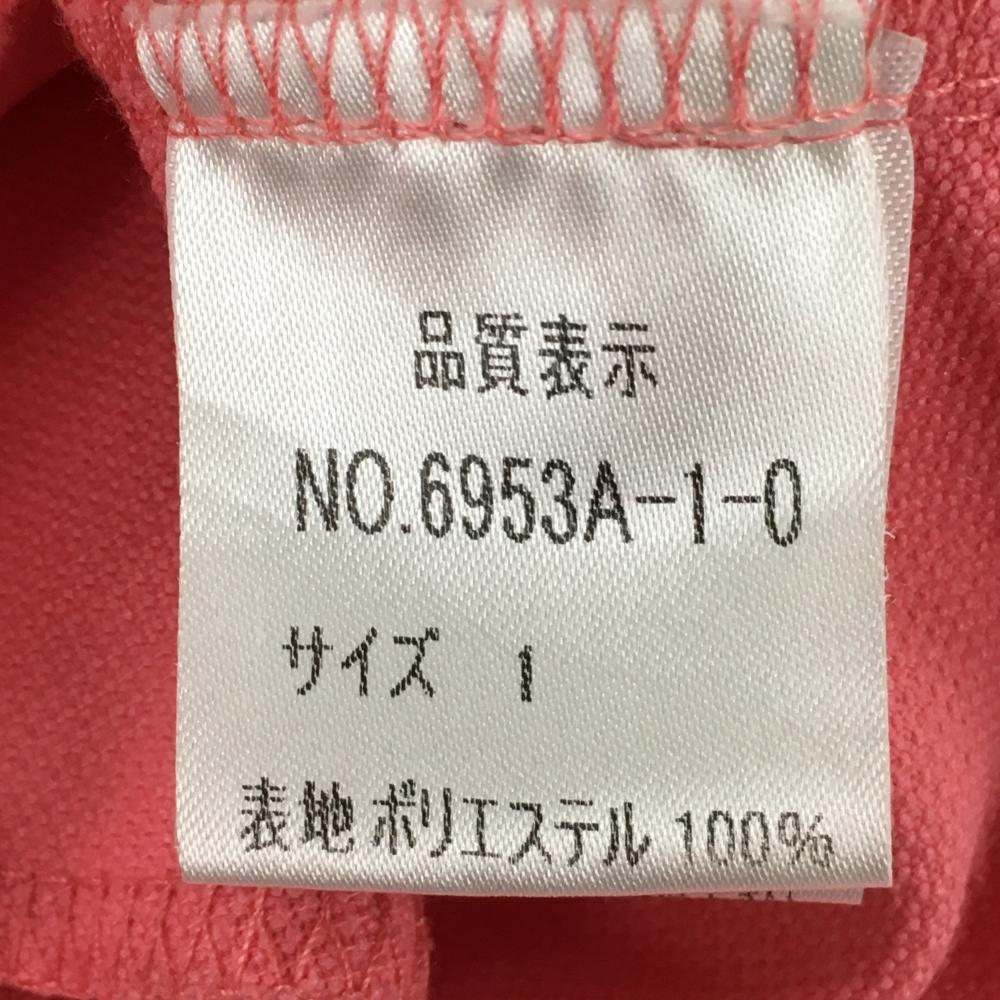 品質表示
NO.6953A-1-0
サイズ 1
表地 ポリエステル 100%